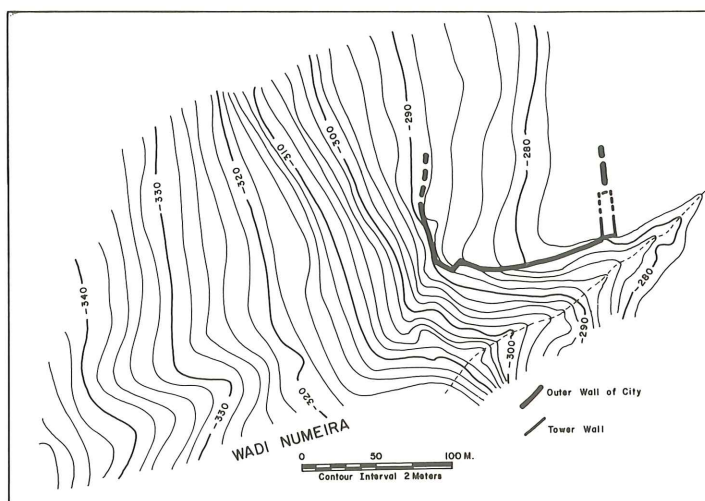 -290
-300
-280
-310
-320
-330
-340
-280
-290
-300
-330
-320
Outer Wall of City
Tower Wall
WADI NUMEIRA
0 50 100 M.
Contour Interval 2 Meters